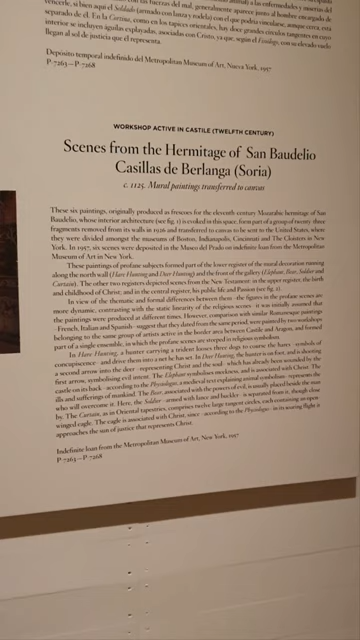 vencerle, si bien aquí el Soldado (armado con lanza y rodela)
separado de él. En la Cortina, como en los tapices orientales, hay doce grandes círculos tangentes en cuyo
interior se incluyen águilas explayadas, asociadas con Cristo, ya que, según el Fisiólogo, con su elevado vuelo
llegan al sol de justicia que él representa.
Depósito temporal indefinido del Metropolitan Museum of Art, Nueva York, 1957
P-7263–P-7268
WORKSHOP ACTIVE IN CASTILE (TWELFTH CENTURY)
Scenes from the Hermitage of San Baudelio
Casillas de Berlanga (Soria)
c. 1125. Mural paintings transferred to canvas
These six paintings, originally produced as frescoes for the eleventh century Mozarabic hermitage of San
Baudelio, whose interior architecture (see fig. 1) is evoked in this space, form part of a group of twenty-three
fragments removed from its walls in 1926 and transferred to canvas to be sent to the United States, where
they were divided amongst the museums of Boston, Indianapolis, Cincinnati and The Cloisters in New
York. In 1957, six scenes were deposited in the Museo del Prado on indefinite loan from the Metropolitan
Museum of Art in New York.
These paintings of profane subjects formed part of the lower register of the mural decoration running
along the north wall (Hare Hunting and Deer Hunting) and the front of the gallery (Elephant, Bear, Soldier and
Curtain). The other two registers depicted scenes from the New Testament: in the upper register, the birth
and childhood of Christ; and in the central register, his public life and Passion (see fig. 2).
In view of the thematic and formal differences between them -the figures in the profane scenes are
more dynamic, contrasting with the static linearity of the religious scenes- it was initially assumed that
the paintings were produced at different times. However, comparison with similar Romanesque paintings
-French, Italian and Spanish- suggest that they dated from the same period, were painted by two workshops
belonging to the same group of artists active in the border area between Castile and Aragon, and formed
part of a single ensemble, in which the profane scenes are steeped in religious symbolism.
In Hare Hunting, a hunter carrying a trident looses three dogs to course the hares -symbols of
concupiscence- and drive them into a net he has set. In Deer Hunting, the hunter is on foot, and is shooting
a second arrow into the deer -representing Christ and the soul- which has already been wounded by the
first arrow, symbolising evil intent. The Elephant symbolises meekness, and is associated with Christ. The
castle on its back -according to the Physiologus, a medieval text explaining animal symbolism- represents the
ills and sufferings of mankind. The Bear, associated with the powers of evil, is usually placed beside the man
who will overcome it. Here, the Soldier -armed with lance and buckler- is separated from it, though close
by. The Curtain, as in Oriental tapestries, comprises twelve large tangent circles, each containing an open
winged eagle. The eagle is associated with Christ, since -according to the Physiologus- in its soaring flight it
approaches the sun of justice that represents Christ.
Indefinite loan from the Metropolitan Museum of Art, New York, 1957
P-7263–P-7268